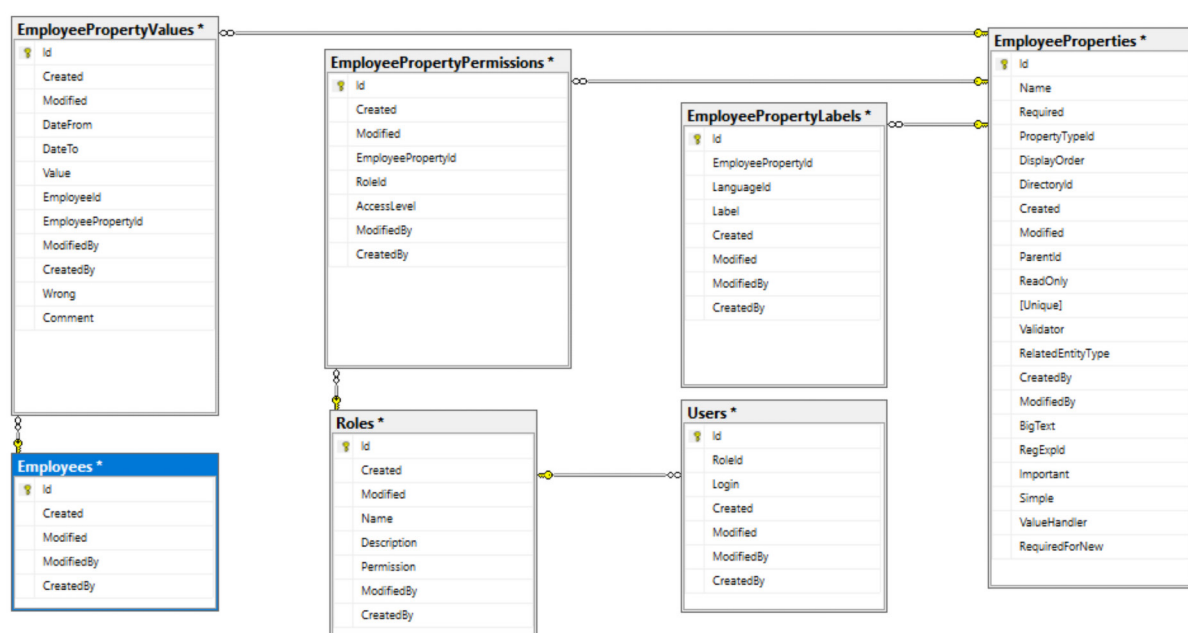 EmployeePropertyValues *
Id
Created
Modified
DateFrom
DateTo
Value
EmployeeId
EmployeePropertyId
ModifiedBy
CreatedBy
Wrong
Comment
EmployeePropertyPermissions *
Id
Created
Modified
EmployeePropertyId
RoleId
AccessLevel
ModifiedBy
CreatedBy
EmployeePropertyLabels *
Id
EmployeePropertyId
LanguageId
Label
Created
Modified
ModifiedBy
CreatedBy
EmployeeProperties *
Id
Name
Required
PropertyTypeId
DisplayOrder
DirectoryId
Created
Modified
ParentId
ReadOnly
[Unique]
Validator
RelatedEntityType
CreatedBy
ModifiedBy
BigText
RegExpId
Important
Simple
ValueHandler
RequiredForNew
Employees *
Id
Created
Modified
ModifiedBy
CreatedBy
Roles *
Id
Created
Modified
Name
Description
Permission
ModifiedBy
CreatedBy
Users *
Id
RoleId
Login
Created
Modified
ModifiedBy
CreatedBy